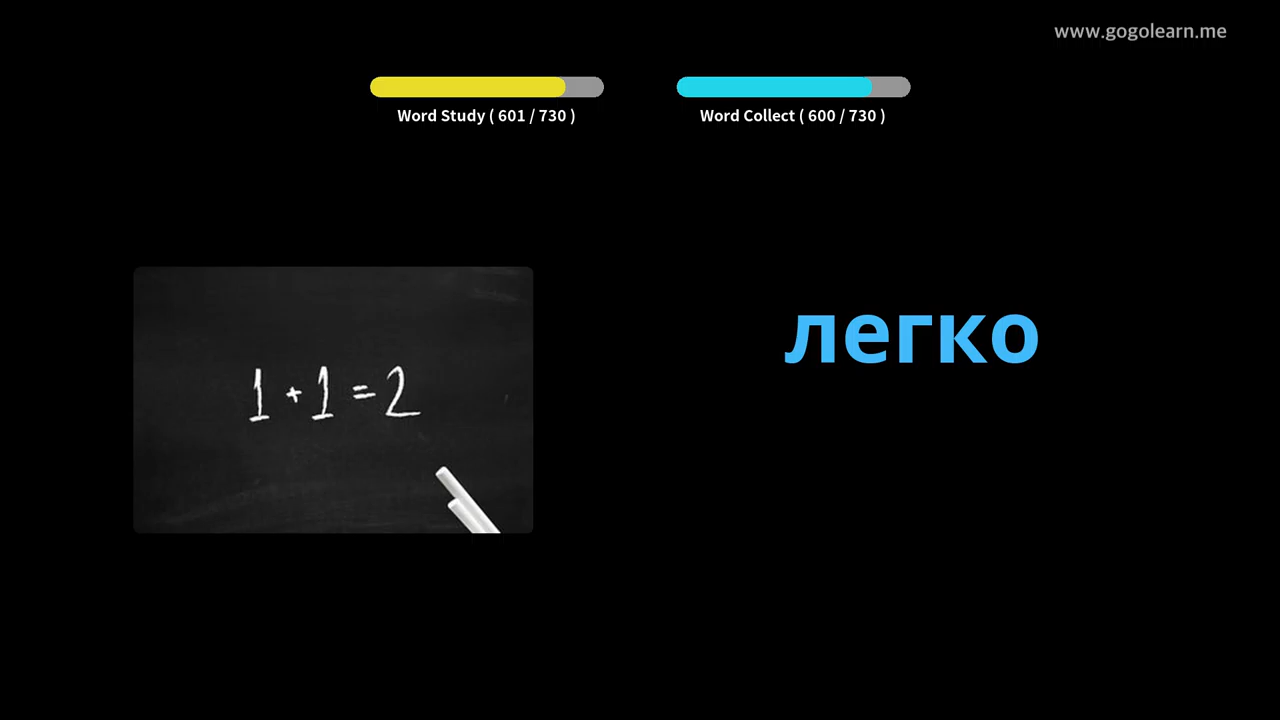 www.gogolearn.me
Word Study ( 601 / 730 )
Word Collect ( 600 / 730 )
легко
1 + 1 = 2